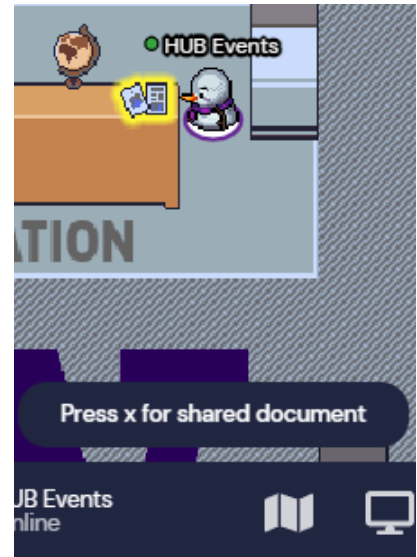 HUB Events
ATION
Press x for shared document
UB Events
nline